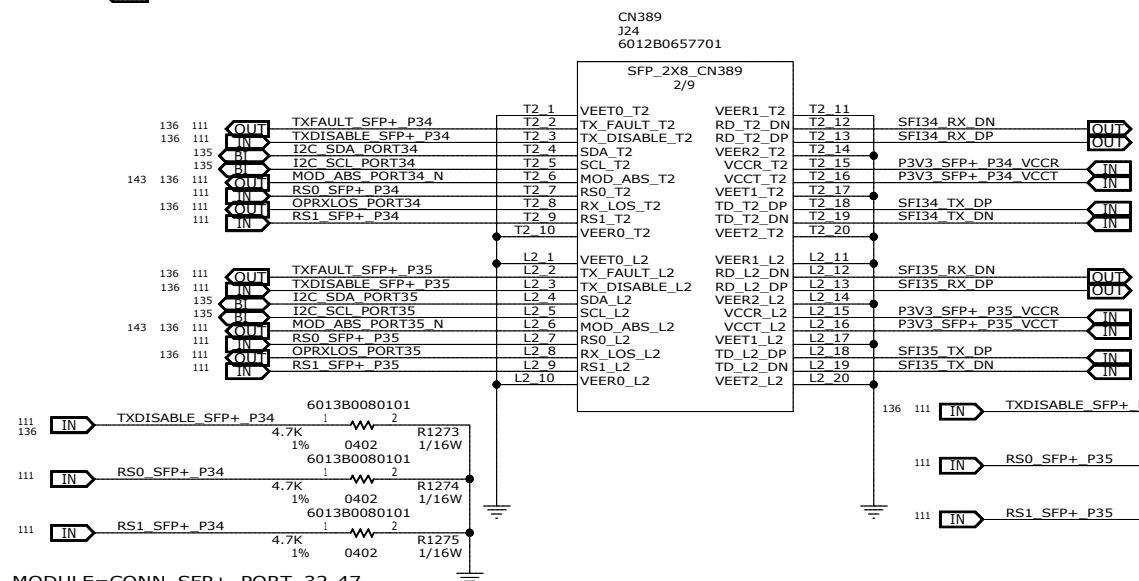 CN389
J24
6012B0657701
SFP_2X8_CN389
2/9
T2_1 VEET0_T2 VEER1_T2 T2_11
136 111 OUT TXFAULT_SFP+_P34 T2_2 TX_FAULT_T2 RD_T2_DN T2_12 SFI34_RX_DN OUT
136 111 IN TXDISABLE_SFP+_P34 T2_3 TX_DISABLE_T2 RD_T2_DP T2_13 SFI34_RX_DP OUT
135 BI I2C_SDA_PORT34 T2_4 SDA_T2 VEER2_T2 T2_14
135 BI I2C_SCL_PORT34 T2_5 SCL_T2 VCCR_T2 T2_15 P3V3_SFP+_P34_VCCR IN
143 136 111 OUT MOD_ABS_PORT34_N T2_6 MOD_ABS_T2 VCCT_T2 T2_16 P3V3_SFP+_P34_VCCT IN
111 IN RS0_SFP+_P34 T2_7 RS0_T2 VEET1_T2 T2_17
136 111 OUT OPRXLOS_PORT34 T2_8 RX_LOS_T2 TD_T2_DP T2_18 SFI34_TX_DP IN
111 IN RS1_SFP+_P34 T2_9 RS1_T2 TD_T2_DN T2_19 SFI34_TX_DN IN
T2_10 VEER0_T2 VEET2_T2 T2_20
L2_1 VEET0_L2 VEER1_L2 L2_11
136 111 OUT TXFAULT_SFP+_P35 L2_2 TX_FAULT_L2 RD_L2_DN L2_12 SFI35_RX_DN OUT
136 111 IN TXDISABLE_SFP+_P35 L2_3 TX_DISABLE_L2 RD_L2_DP L2_13 SFI35_RX_DP OUT
135 BI I2C_SDA_PORT35 L2_4 SDA_L2 VEER2_L2 L2_14
135 BI I2C_SCL_PORT35 L2_5 SCL_L2 VCCR_L2 L2_15 P3V3_SFP+_P35_VCCR IN
143 136 111 OUT MOD_ABS_PORT35_N L2_6 MOD_ABS_L2 VCCT_L2 L2_16 P3V3_SFP+_P35_VCCT IN
111 IN RS0_SFP+_P35 L2_7 RS0_L2 VEET1_L2 L2_17
136 111 OUT OPRXLOS_PORT35 L2_8 RX_LOS_L2 TD_L2_DP L2_18 SFI35_TX_DP IN
111 IN RS1_SFP+_P35 L2_9 RS1_L2 TD_L2_DN L2_19 SFI35_TX_DN IN
L2_10 VEER0_L2 VEET2_L2 L2_20
6013B0080101
111 136 IN TXDISABLE_SFP+_P34 1 2
4.7K R1273
1% 0402 1/16W
6013B0080101
111 IN RS0_SFP+_P34 1 2
4.7K R1274
1% 0402 1/16W
6013B0080101
111 IN RS1_SFP+_P34 1 2
4.7K R1275
1% 0402 1/16W
136 111 IN TXDISABLE_SFP+_
111 IN RS0_SFP+_P35
111 IN RS1_SFP+_P35
MODULE=CONN_SFP+_PORT_32_47